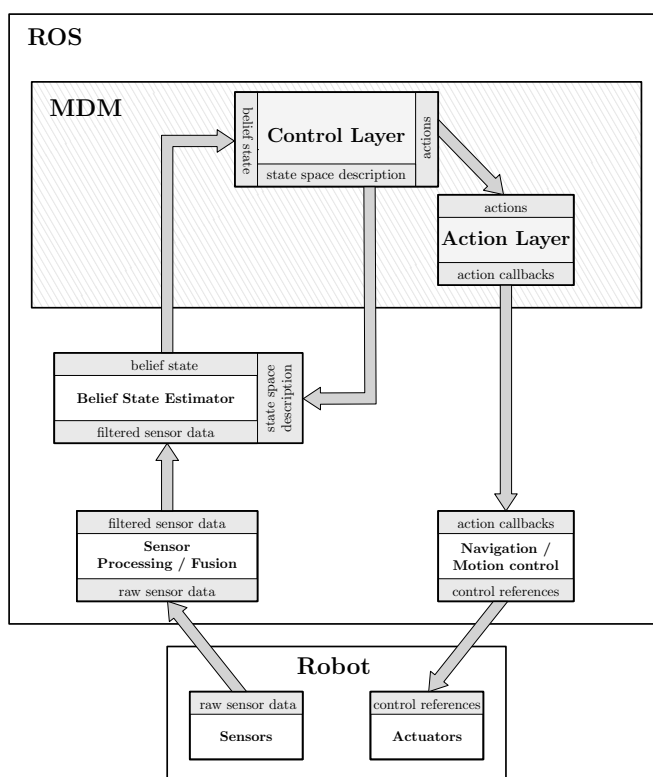 ROS
MDM
belief state
Control Layer
actions
state space description
actions
Action Layer
action callbacks
belief state
Belief State Estimator
filtered sensor data
state space
description
filtered sensor data
Sensor
Processing / Fusion
raw sensor data
action callbacks
Navigation /
Motion control
control references
Robot
raw sensor data
Sensors
control references
Actuators